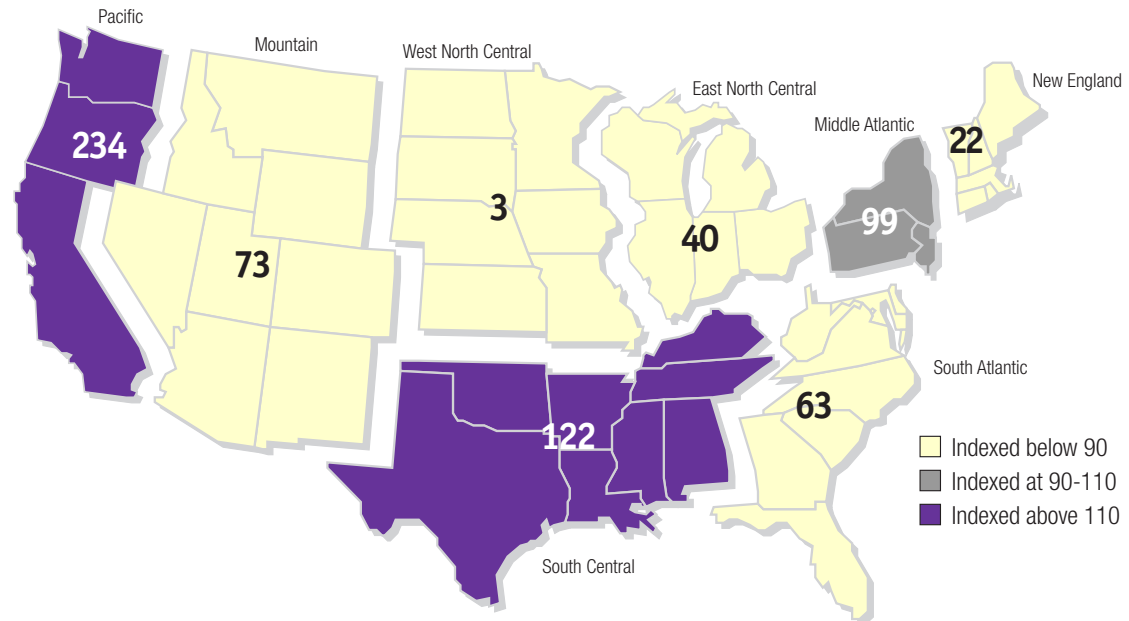 Pacific
Mountain
West North Central
East North Central
New England
Middle Atlantic
234
22
3
99
40
73
South Atlantic
63
122
Indexed below 90
Indexed at 90-110
Indexed above 110
South Central